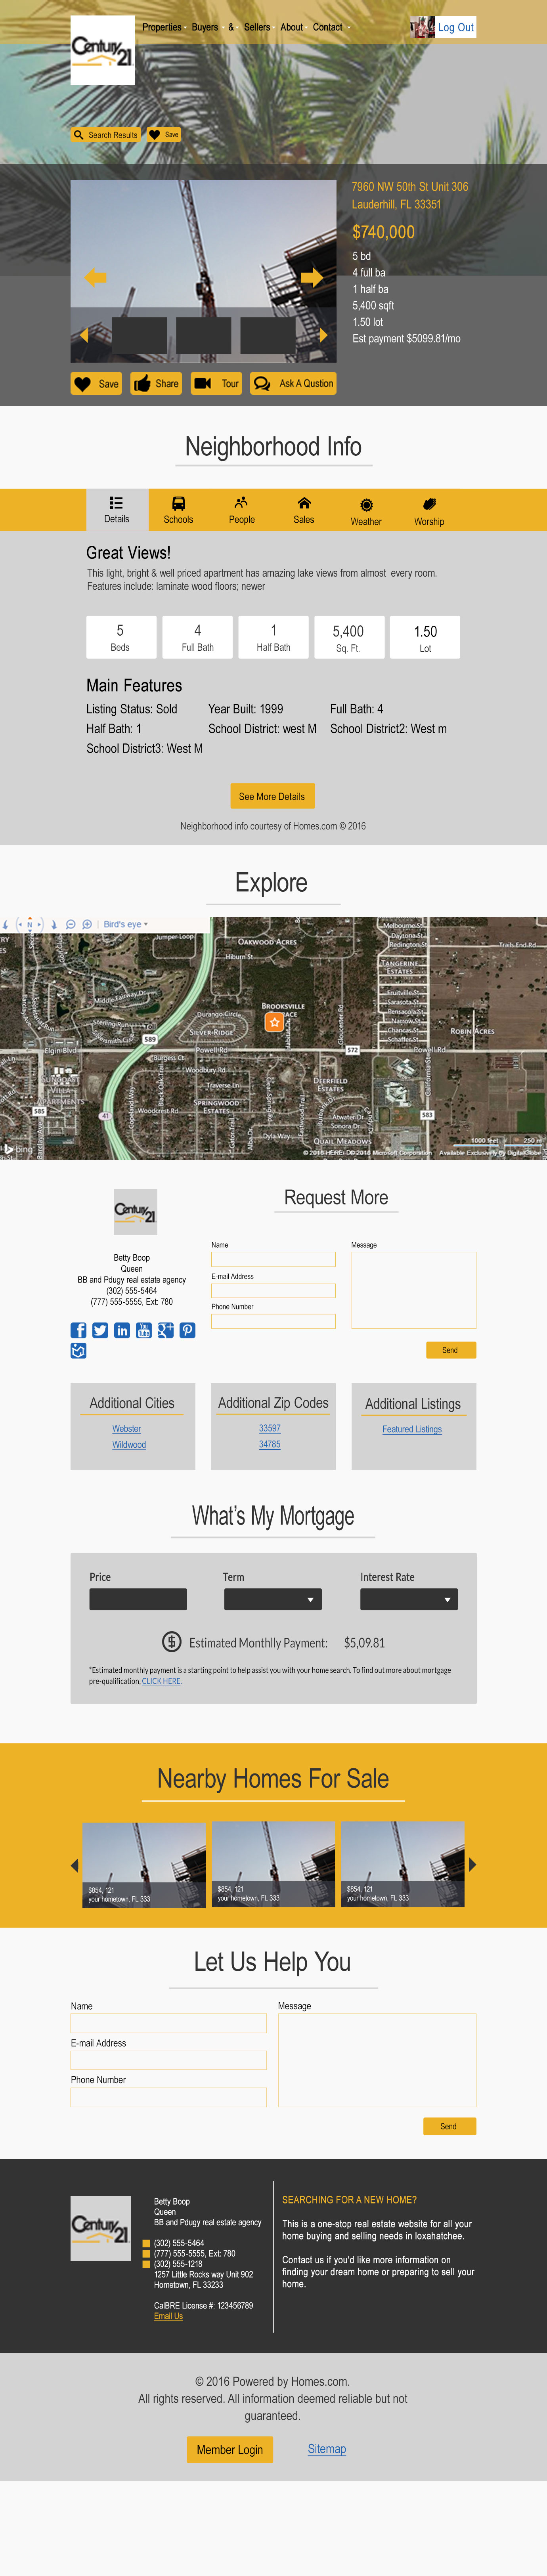 Century 21
Properties Buyers & Sellers About Contact
Log Out
Search Results
Save
7960 NW 50th St Unit 306
Lauderhill, FL 33351
$740,000
5 bd
4 full ba
1 half ba
5,400 sqft
1.50 lot
Est payment $5099.81/mo
Save
Share
Tour
Ask A Qustion
Neighborhood Info
Details
Schools
People
Sales
Weather
Worship
Great Views!
This light, bright & well priced apartment has amazing lake views from almost every room.
Features include: laminate wood floors; newer
5
Beds
4
Full Bath
1
Half Bath
5,400
Sq. Ft.
1.50
Lot
Main Features
Listing Status: Sold
Year Built: 1999
Full Bath: 4
Half Bath: 1
School District: west M
School District2: West m
School District3: West M
See More Details
Neighborhood info courtesy of Homes.com © 2016
Explore
N
Bird's eye
Jumper Loop
OAKWOOD ACRES
Hiburn St
Melbourne St
Daytona St
Redington St
Trails End Rd
TANGERINE
ESTATES
Middle Fairway Dr
Fruitville St
Sarasota St
Pensacola St
Narrow St
Chancas St
Schaffer St
Durango Circle
BROOKSVILLE
SILVER RIDGE
ROBIN ACRES
589
Elgin Blvd
Powell Rd
572
Powell Rd
Burgess Ct
Woodbury Rd
Traverse Ln
DEERFIELD
ESTATES
SPRINGWOOD
ESTATES
Woodcrest Rd
585
41
583
Atwater Dr
Sonora Dr
Dyla Way
QUAIL MEADOWS
1000 feet
250 m
bing
© 2016 HERE © 2016 Microsoft Corporation Available Exclusively by DigitalGlobe
Century 21
Betty Boop
Queen
BB and Pdugy real estate agency
(302) 555-5464
(777) 555-5555, Ext: 780
Request More
Name
E-mail Address
Phone Number
Message
Send
Additional Cities
Webster
Wildwood
Additional Zip Codes
33597
34785
Additional Listings
Featured Listings
What's My Mortgage
Price
Term
Interest Rate
Estimated Monthlly Payment: $5,09.81
*Estimated monthly payment is a starting point to help assist you with your home search. To find out more about mortgage
pre-qualification, CLICK HERE.
Nearby Homes For Sale
$854, 121
your hometown, FL 333
$854, 121
your hometown, FL 333
$854, 121
your hometown, FL 333
Let Us Help You
Name
E-mail Address
Phone Number
Message
Send
Century 21
Betty Boop
Queen
BB and Pdugy real estate agency
(302) 555-5464
(777) 555-5555, Ext: 780
(302) 555-1218
1257 Little Rocks way Unit 902
Hometown, FL 33233
CalBRE License #: 123456789
Email Us
SEARCHING FOR A NEW HOME?
This is a one-stop real estate website for all your
home buying and selling needs in loxahatchee.
Contact us if you'd like more information on
finding your dream home or preparing to sell your
home.
© 2016 Powered by Homes.com.
All rights reserved. All information deemed reliable but not
guaranteed.
Member Login
Sitemap